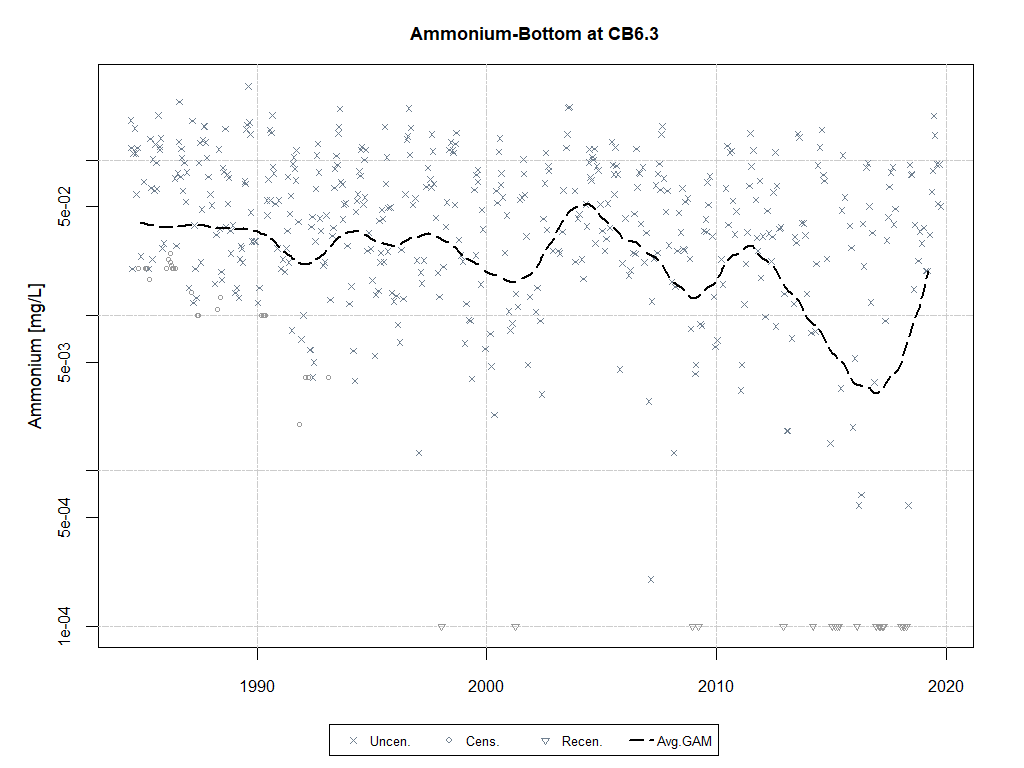 Ammonium-Bottom at CB6.3
Ammonium [mg/L]
5e-02
5e-03
5e-04
1e-04
1990 2000 2010 2020
Uncen. Cens. Recen. Avg.GAM